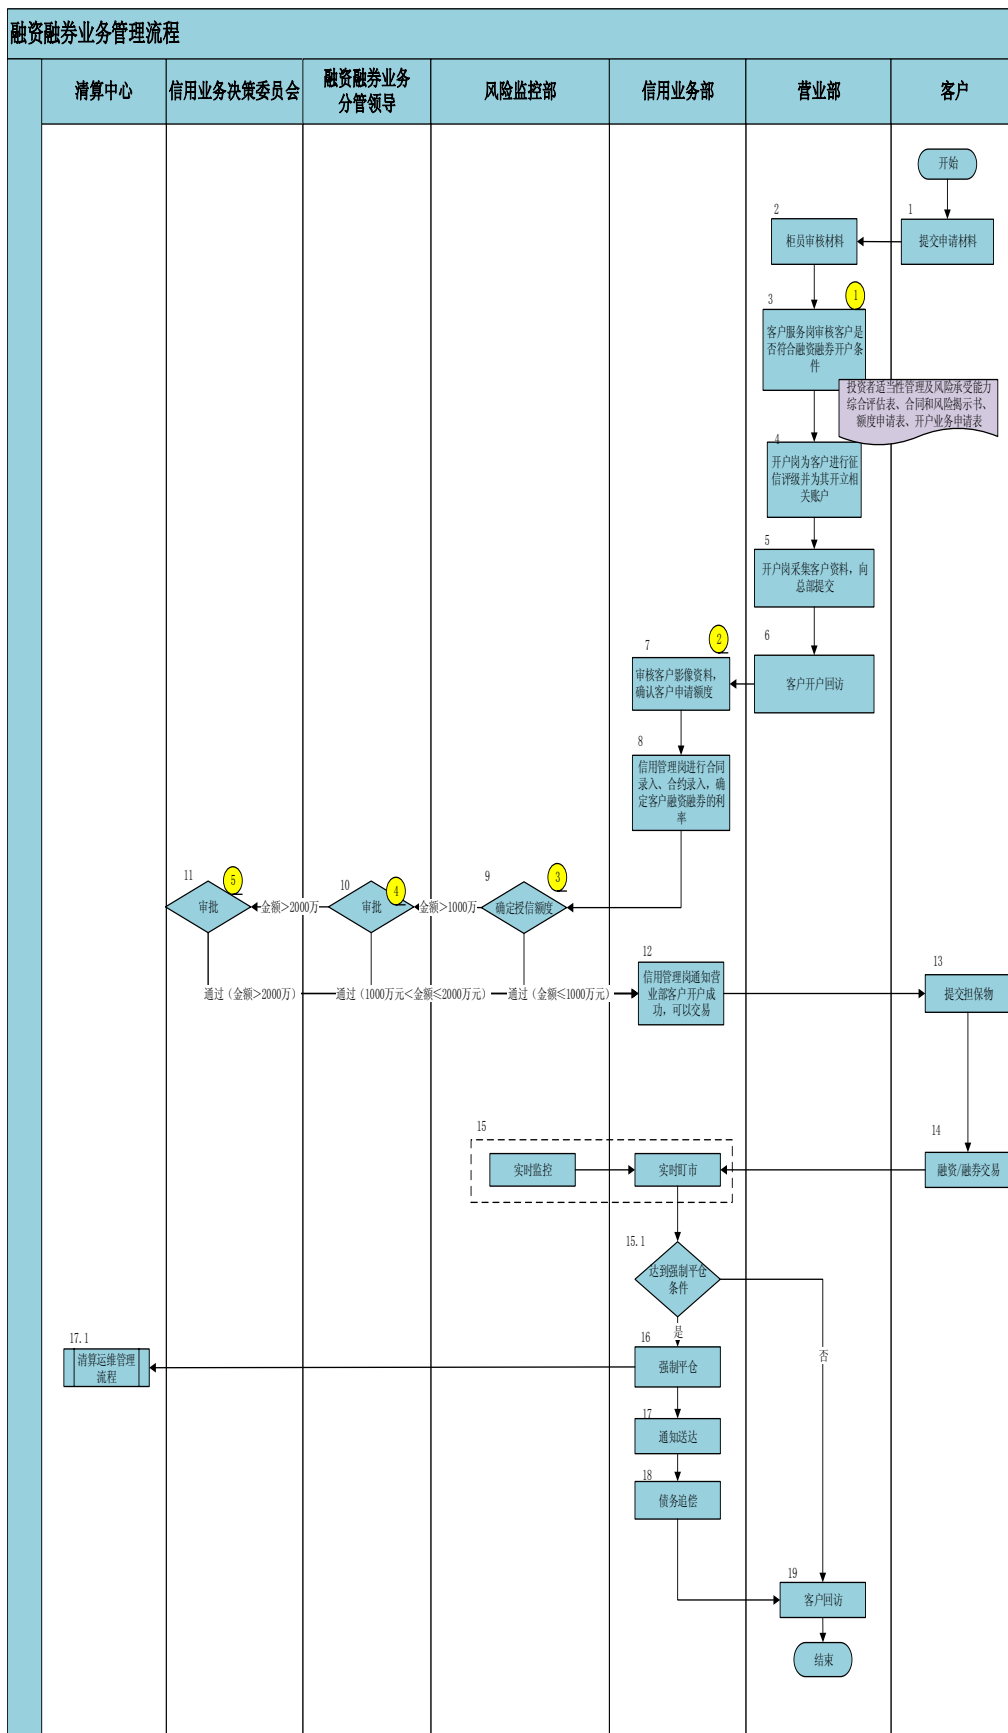 融资融券业务管理流程
清算中心
信用业务决策委员会
融资融券业务
分管领导
风险监控部
信用业务部
营业部
客户
开始
1
提交申请材料
2
柜员审核材料
3
1
客户服务岗审核客户是
否符合融资融券开户条
件
投资者适当性管理及风险承受能力
综合评估表、合同和风险揭示书、
额度申请表、开户业务申请表
4
开户岗为客户进行征
信评级并为其开立相
关账户
5
开户岗采集客户资料，向
总部提交
6
客户开户回访
7
2
审核客户影像资料，
确认客户申请额度
8
信用管理岗进行合同
录入、合约录入，确
定客户融资融券的利
率
9
3
确定授信额度
金额>1000万
10
4
审批
金额>2000万
11
5
审批
通过（金额>2000万）
通过（1000万元<金额≤2000万元）
通过（金额≤1000万元）
12
信用管理岗通知营
业部客户开户成
功，可以交易
13
提交担保物
14
融资/融券交易
15
实时监控
实时盯市
15.1
达到强制平仓
条件
是
否
16
强制平仓
17.1
清算运维管理
流程
17
通知送达
18
债务追偿
19
客户回访
结束